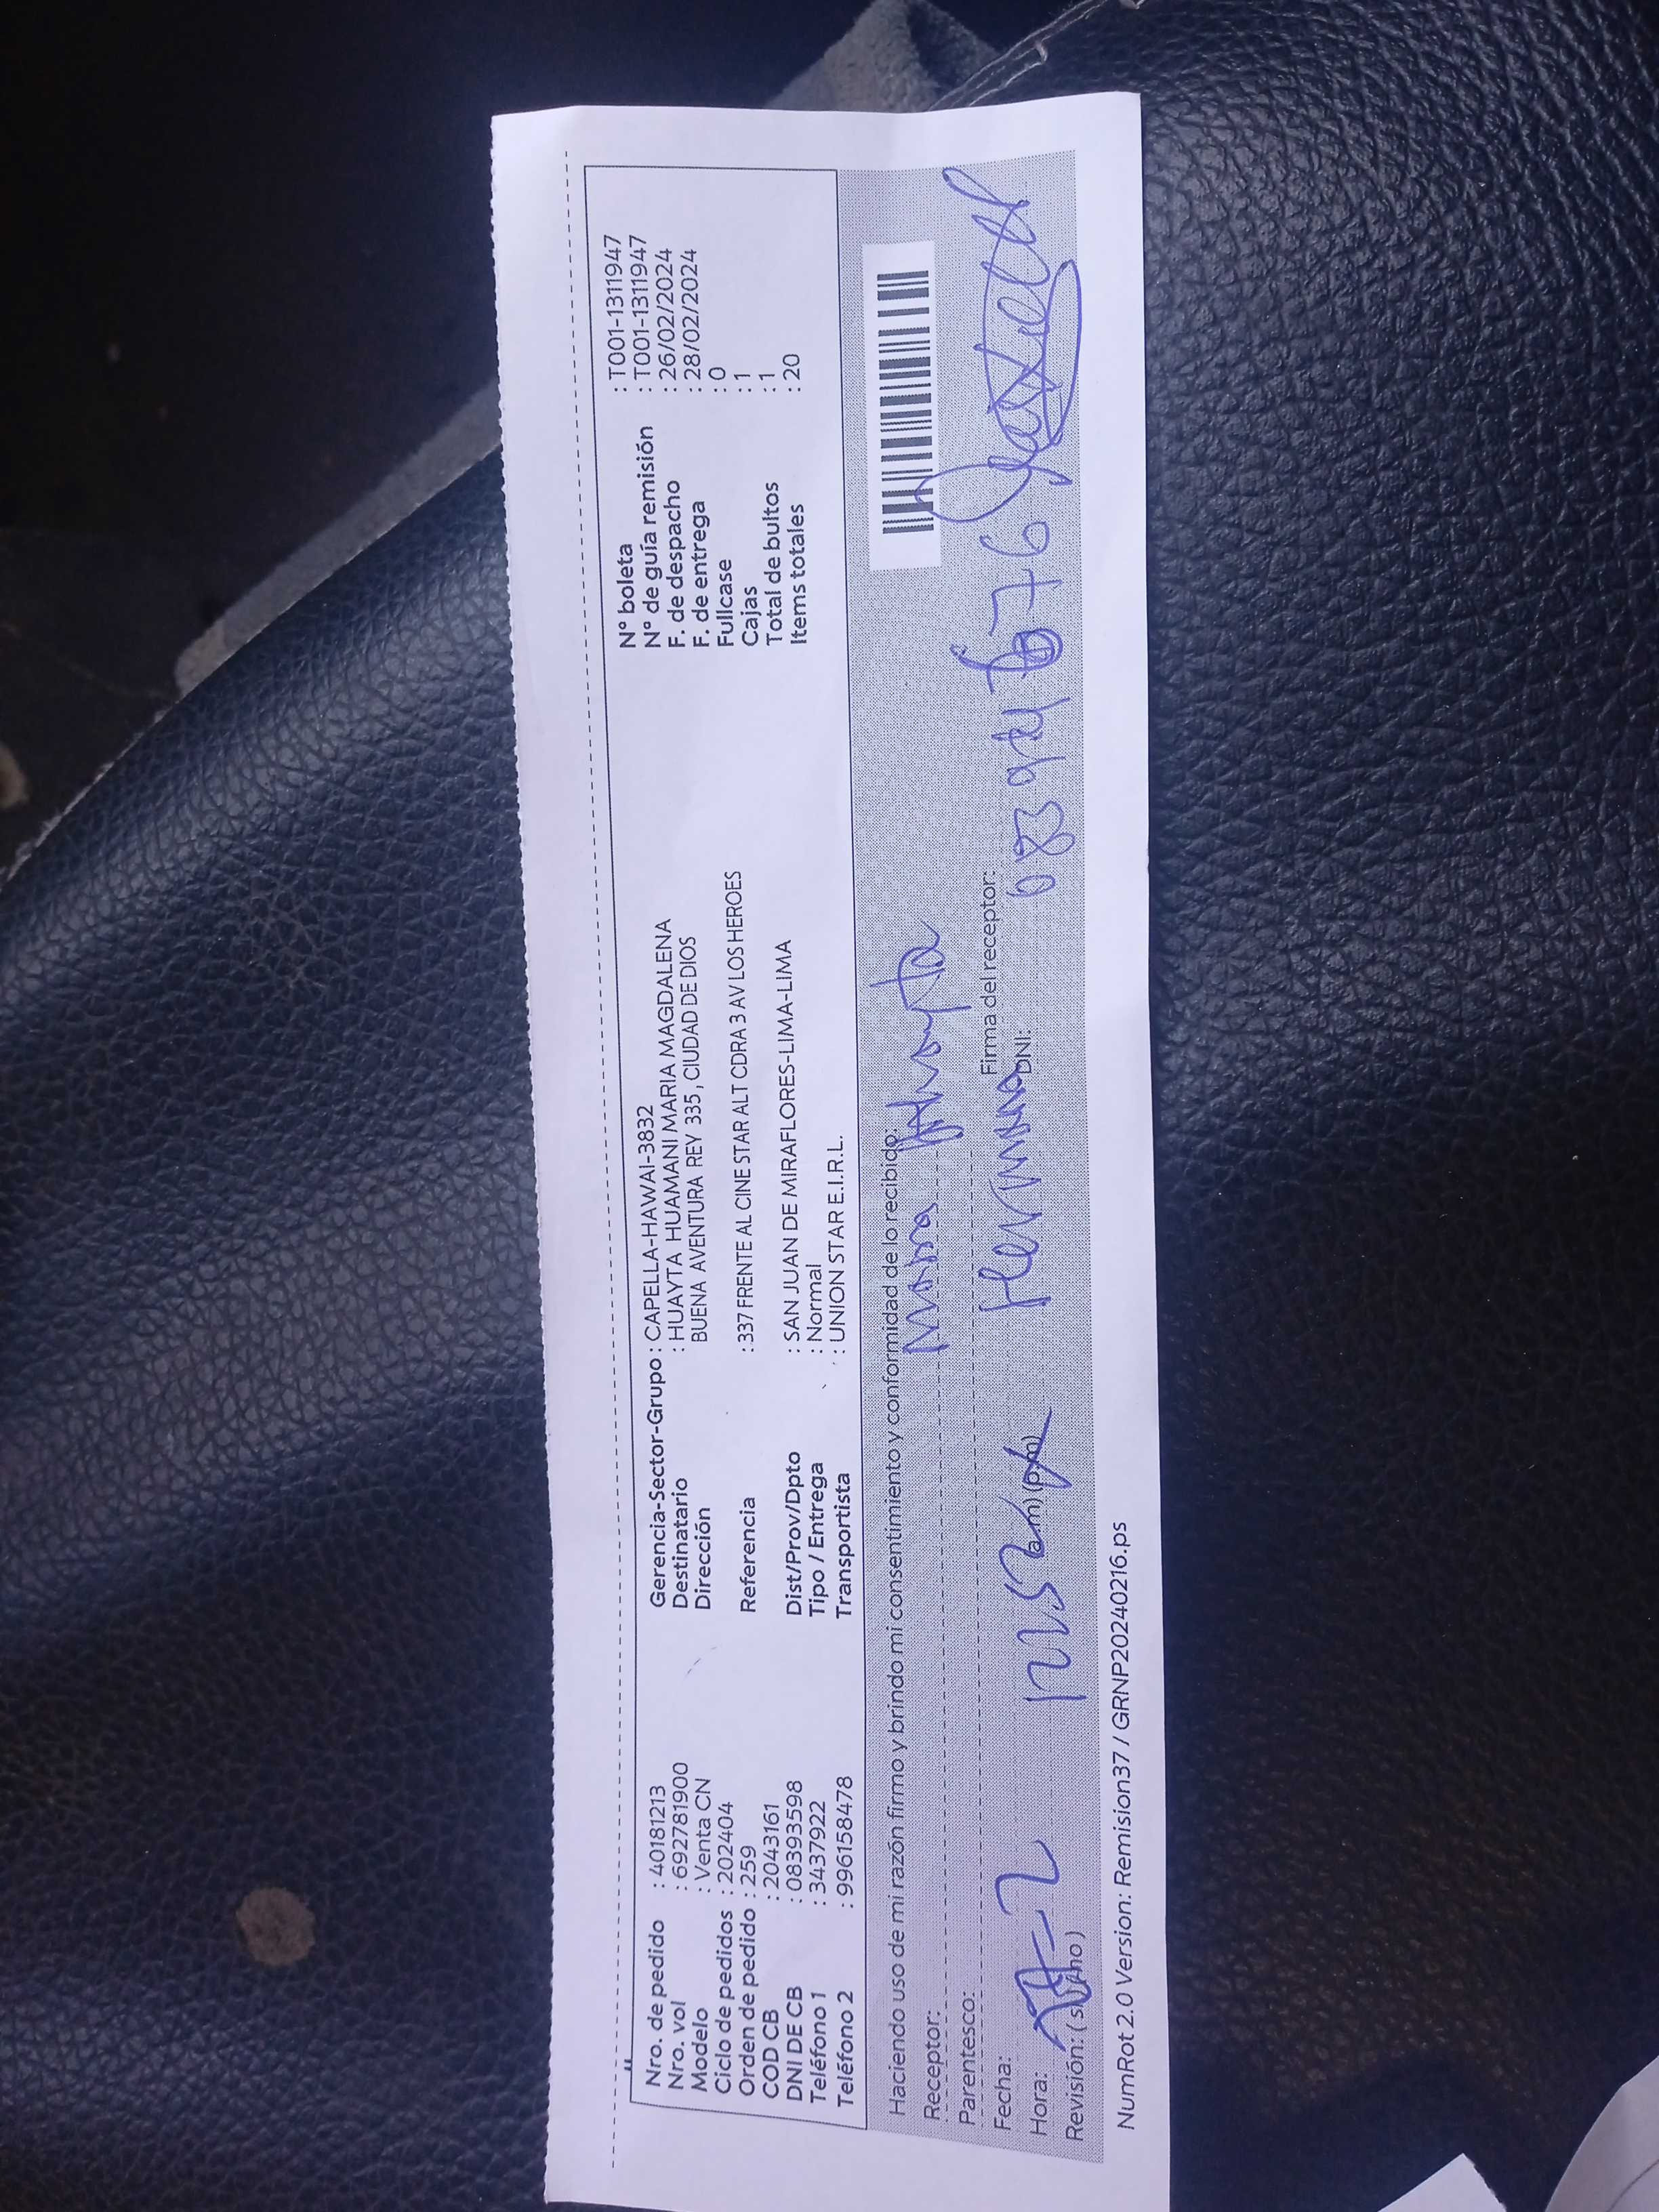 Nro. de pedido : 40181213
Nro. vol : 692781900
Modelo : Venta CN
Ciclo de pedidos : 202404
Orden de pedido : 259
COD CB : 2043161
DNI DE CB : 083935598
Teléfono 1 : 3437922
Teléfono 2 : 996158478
Gerencia-Sector-Grupo : CAPELLA-HAWAI-3832
Destinatario : HUAYTA HUAMANI MARIA MAGDALENA
Dirección BUENA AVENTURA REY 335 , CIUDAD DE DIOS
Referencia : 337 FRENTE AL CINE STAR ALT CDRA 3 AV LOS HEROES
Dist/Prov/Dpto : SAN JUAN DE MIRAFLORES-LIMA-LIMA
Tipo / Entrega : Normal
Transportista : UNION STAR E.I.R.L.
N° boleta : T001-1311947
N° de guía remisión : T001-1311947
F. de despacho : 26/02/2024
F. de entrega : 28/02/2024
Fullcase : 0
Cajas : 1
Total de bultos : 1
Items totales : 20
Haciendo uso de mi razón firmo y brindo mi consentimiento y conformidad de lo recibido:
Receptor: Maria Huayta
Parentesco: Hermana
Firma del receptor:
Fecha:
DNI:
Hora: (a.m) (p.m)
Revisión: ( si / no )
NumRot 2.0 Version: Remision37 / GRNP20240216.ps